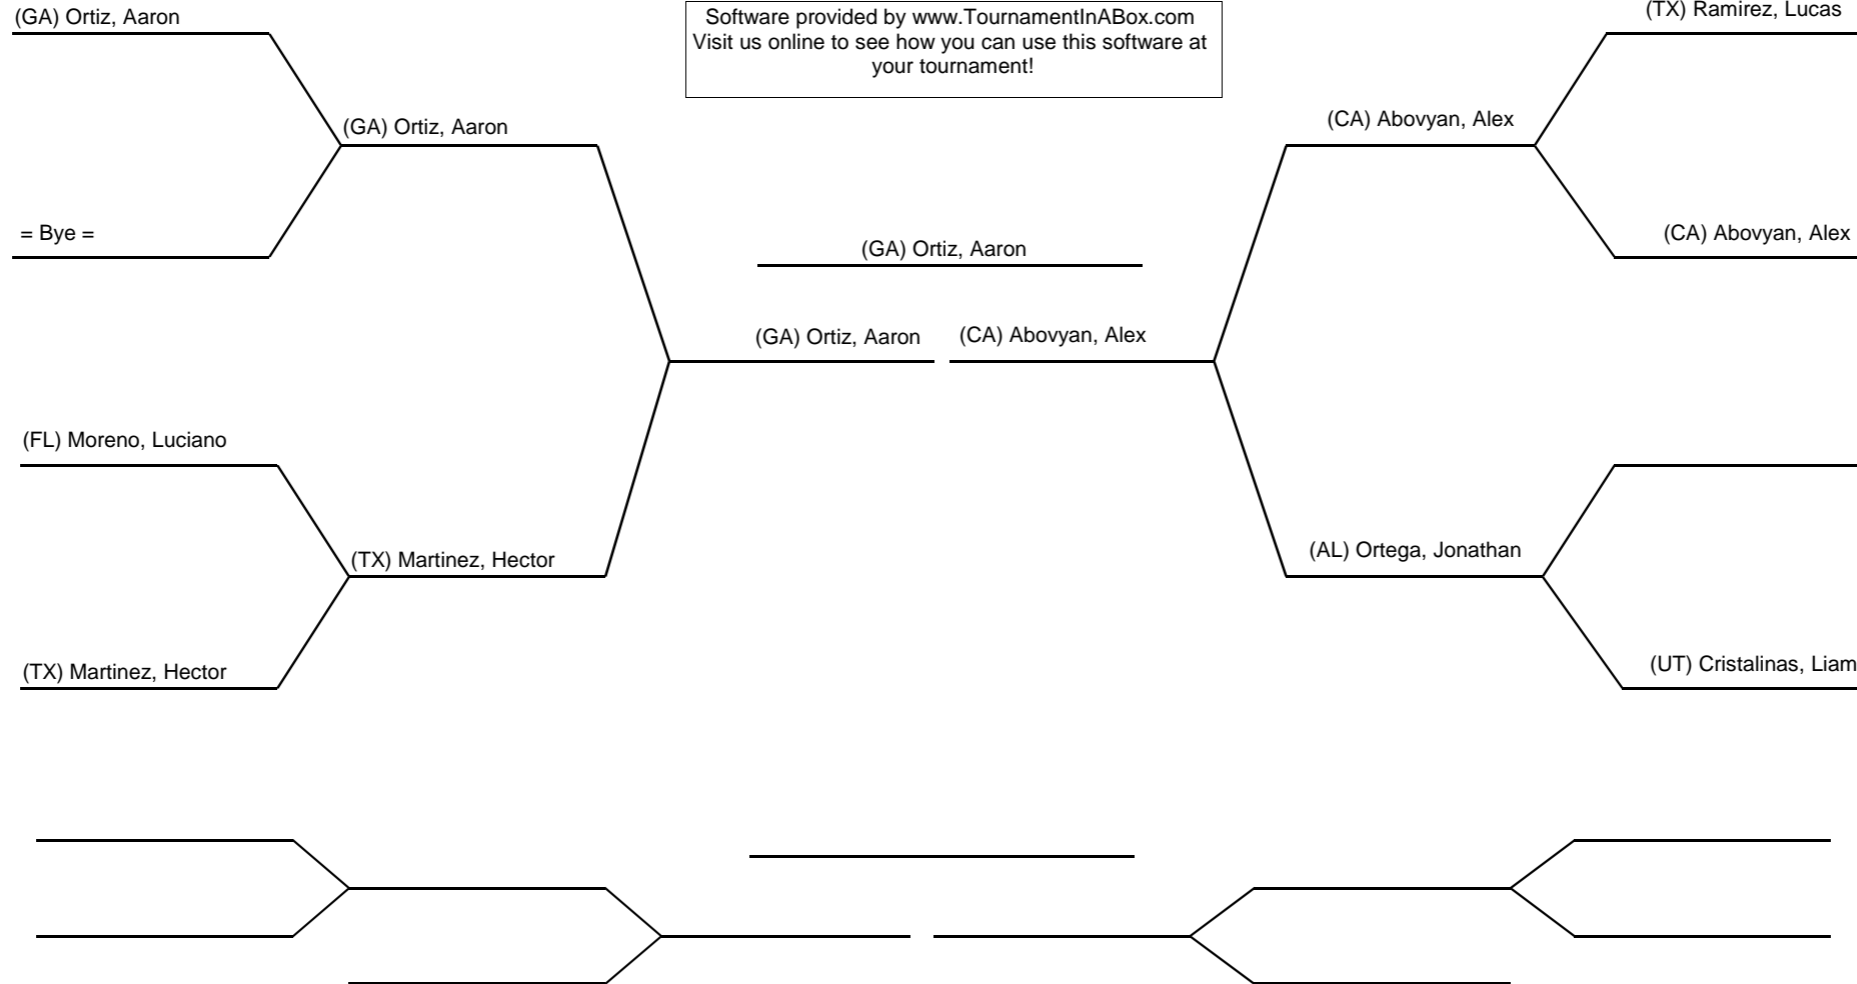 (GA) Ortiz, Aaron
Software provided by www.TournamentInABox.com
Visit us online to see how you can use this software at
your tournament!
(TX) Ramirez, Lucas
(GA) Ortiz, Aaron
(CA) Abovyan, Alex
= Bye =
(GA) Ortiz, Aaron
(CA) Abovyan, Alex
(GA) Ortiz, Aaron
(CA) Abovyan, Alex
(FL) Moreno, Luciano
(TX) Martinez, Hector
(AL) Ortega, Jonathan
(TX) Martinez, Hector
(UT) Cristalinas, Liam